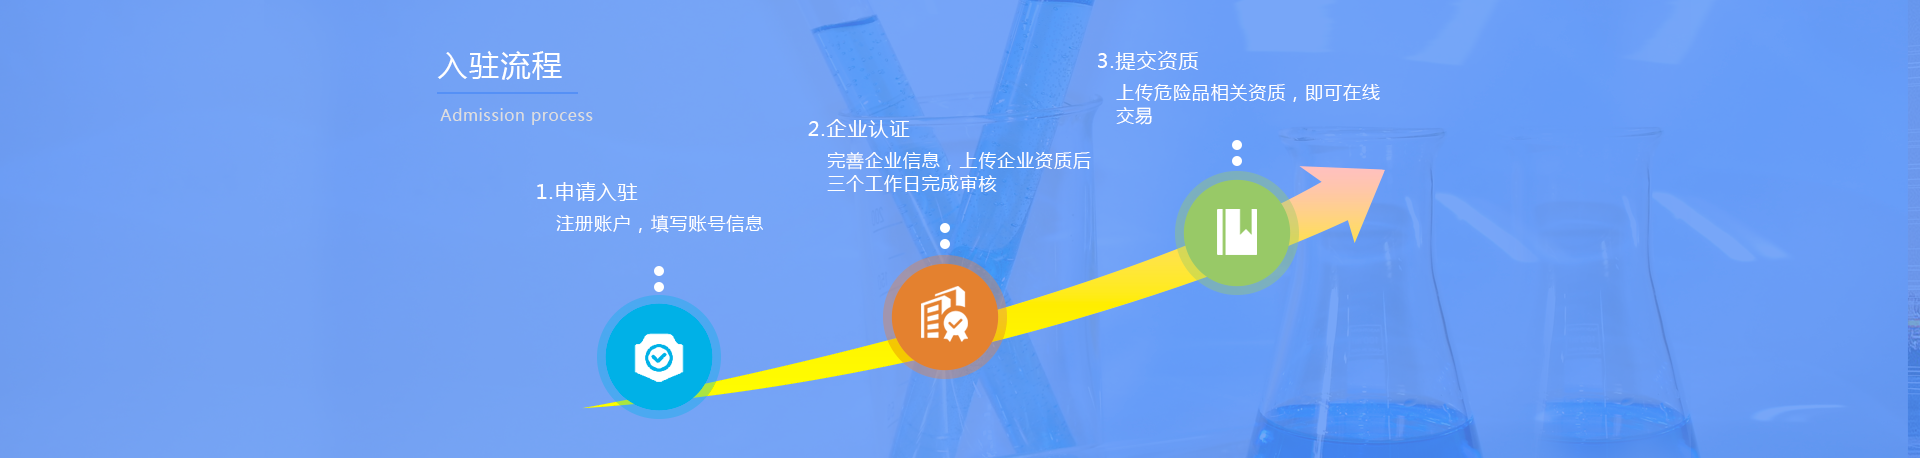 入驻流程
Admission process
1.申请入驻
注册账户，填写账号信息
2.企业认证
完善企业信息，上传企业资质后
三个工作日完成审核
3.提交资质
上传危险品相关资质，即可在线
交易